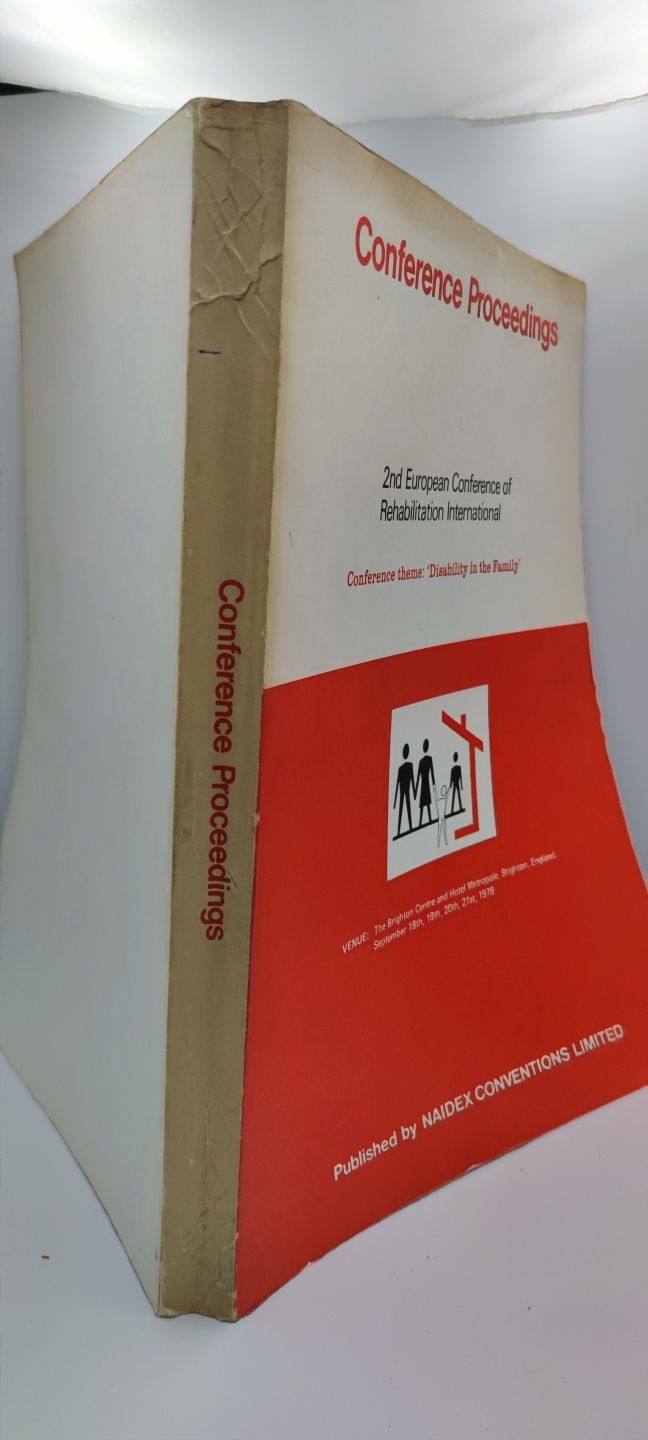 Conference Proceedings
Conference Proceedings
2nd European Conference of
Rehabilitation International
Conference theme: 'Disability in the Family'
VENUE: The Brighton Centre and Hotel Metropole, Brighton, England.
September 18th, 19th, 20th, 21st, 1978
Published by NAIDEX CONVENTIONS LIMITED